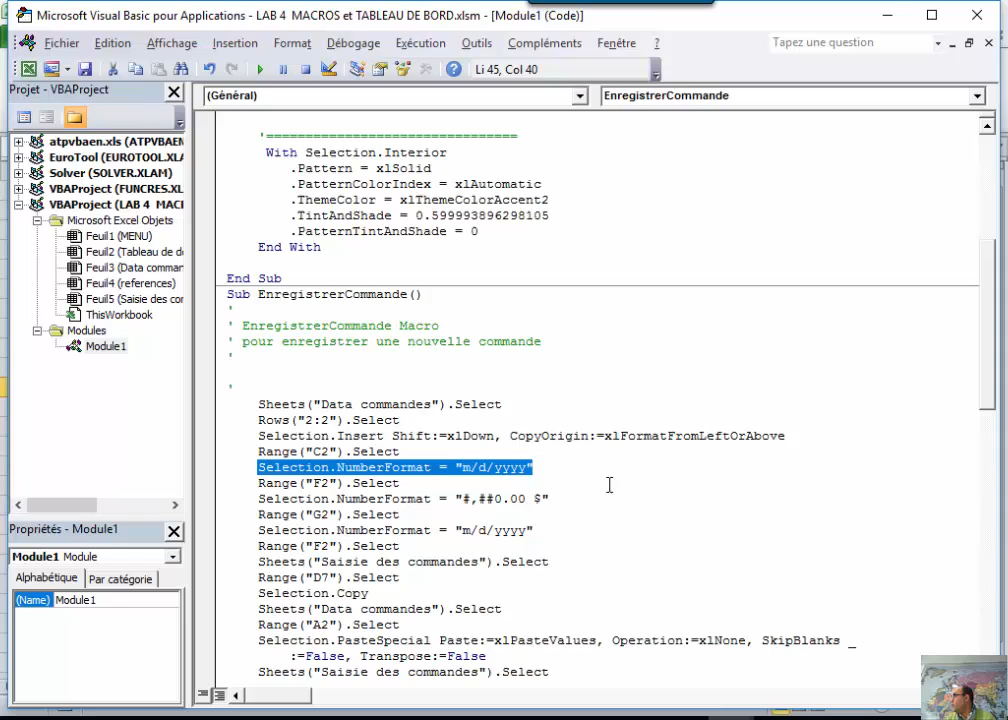 Microsoft Visual Basic pour Applications - LAB 4 MACROS et TABLEAU DE BORD.xlsm - [Module1 (Code)]
Fichier Edition Affichage Insertion Format Débogage Exécution Outils Compléments Fenêtre ? Tapez une question
Li 45, Col 40
Projet - VBAProject
(Général) EnregistrerCommande
atpvbaen.xls (ATPVBAEN
EuroTool (EUROTOOL.XLA
Solver (SOLVER.XLAM)
VBAProject (FUNCRES.XL
VBAProject (LAB 4 MACI
Microsoft Excel Objets
Feuil1 (MENU)
Feuil2 (Tableau de d
Feuil3 (Data comman
Feuil4 (references)
Feuil5 (Saisie des co
ThisWorkbook
Modules
Module1
Propriétés - Module1
Module1 Module
Alphabétique Par catégorie
(Name) Module1
'================================
With Selection.Interior
.Pattern = xlSolid
.PatternColorIndex = xlAutomatic
.ThemeColor = xlThemeColorAccent2
.TintAndShade = 0.599993896298105
.PatternTintAndShade = 0
End With
End Sub
Sub EnregistrerCommande()
'
' EnregistrerCommande Macro
' pour enregistrer une nouvelle commande
'
'
Sheets("Data commandes").Select
Rows("2:2").Select
Selection.Insert Shift:=xlDown, CopyOrigin:=xlFormatFromLeftOrAbove
Range("C2").Select
Selection.NumberFormat = "m/d/yyyy"
Range("F2").Select
Selection.NumberFormat = "#,##0.00 $"
Range("G2").Select
Selection.NumberFormat = "m/d/yyyy"
Range("F2").Select
Sheets("Saisie des commandes").Select
Range("D7").Select
Selection.Copy
Sheets("Data commandes").Select
Range("A2").Select
Selection.PasteSpecial Paste:=xlPasteValues, Operation:=xlNone, SkipBlanks _
:=False, Transpose:=False
Sheets("Saisie des commandes").Select